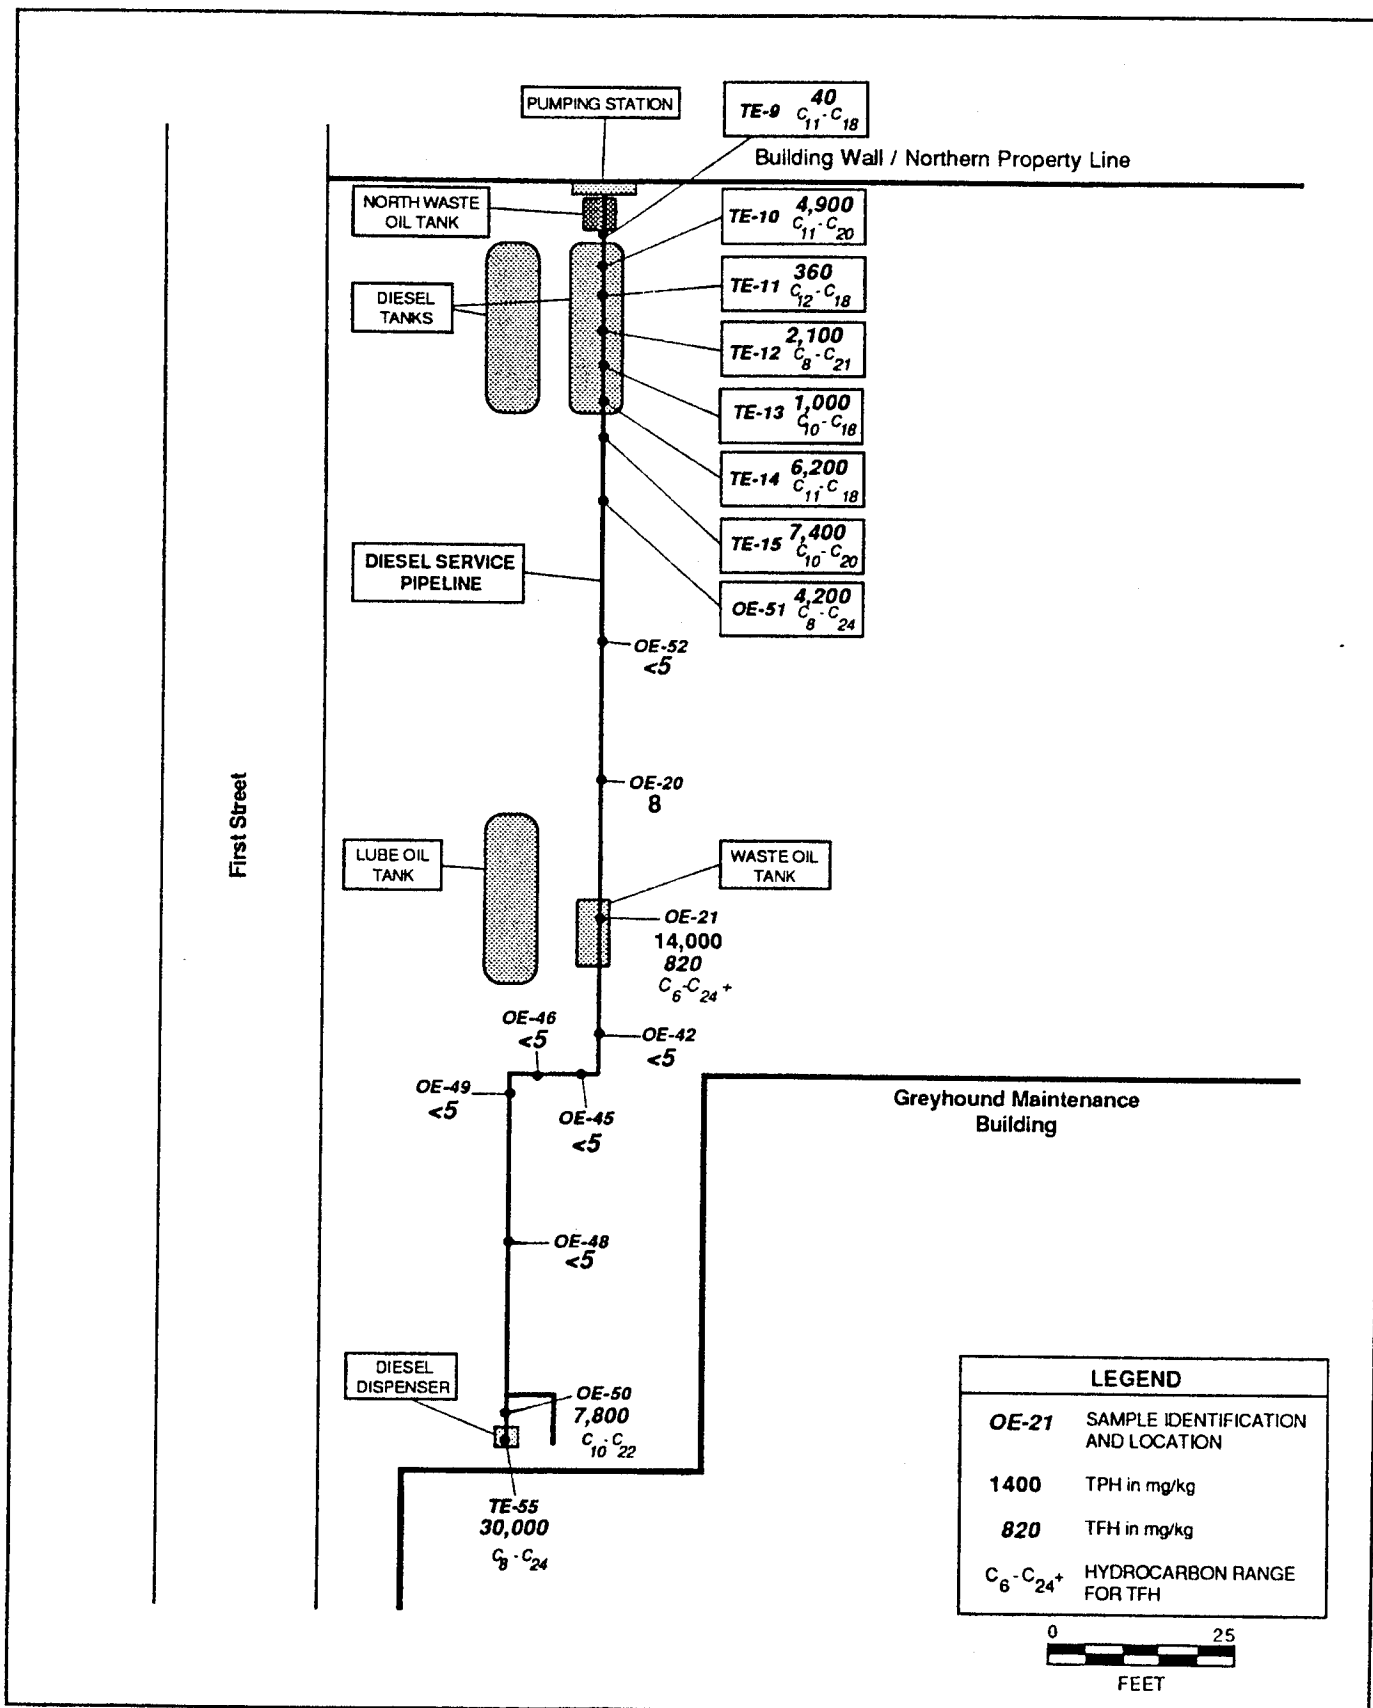 PUMPING STATION
TE-9 40
C11-C18
Building Wall / Northern Property Line
NORTH WASTE
OIL TANK
TE-10 4,900
C11-C20
DIESEL
TANKS
TE-11 360
C12-C18
TE-12 2,100
C8-C21
TE-13 1,000
C10-C18
TE-14 6,200
C11-C18
TE-15 7,400
C10-C20
DIESEL SERVICE
PIPELINE
OE-51 4,200
C8-C24
OE-52
<5
OE-20
8
First Street
LUBE OIL
TANK
WASTE OIL
TANK
OE-21
14,000
820
C6-C24+
OE-46
<5
OE-42
<5
OE-49
<5
OE-45
<5
Greyhound Maintenance
Building
OE-48
<5
DIESEL
DISPENSER
OE-50
7,800
C10-C22
TE-55
30,000
C8-C24
LEGEND
OE-21 SAMPLE IDENTIFICATION
AND LOCATION
1400 TPH in mg/kg
820 TFH in mg/kg
C6-C24+ HYDROCARBON RANGE
FOR TFH
0 25
FEET